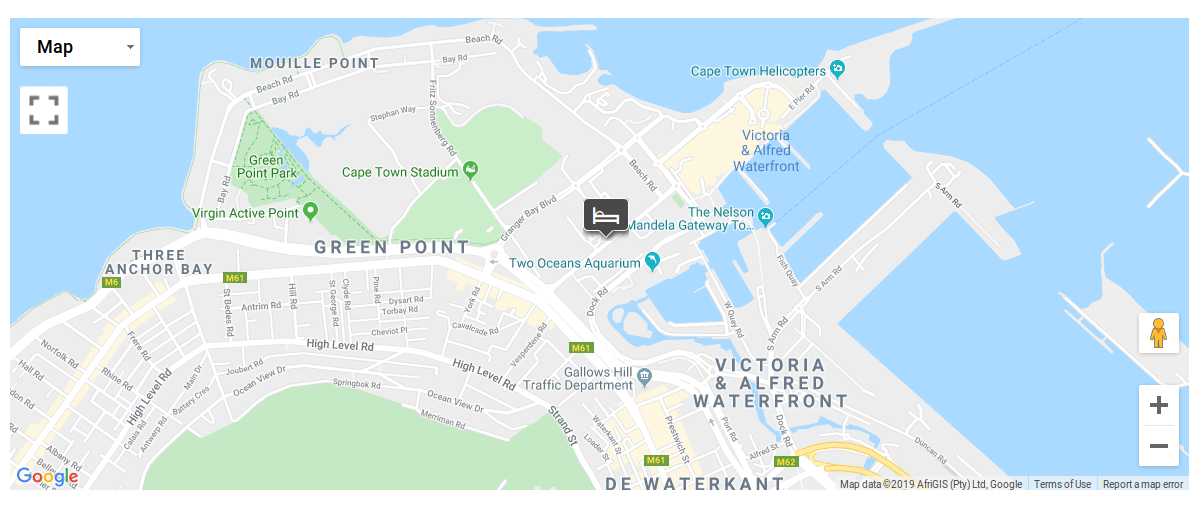 Map
Beach Rd
MOUILLE POINT
Bay Rd
Cape Town Helicopters
Beach Rd
Bay Rd
Fritz Sonnenberg Rd
Stephan Way
E Pier Rd
Victoria
& Alfred
Waterfront
Green
Point Park
Cape Town Stadium
Beach Rd
Bay Rd
S Arm Rd
Virgin Active Point
Granger Bay Blvd
The Nelson
Mandela Gateway To...
GREEN POINT
THREE
ANCHOR BAY
Two Oceans Aquarium
Fish Quay
S Arm Rd
M6
M61
St Bedes Rd
Antrim Rd
Hill Rd
St George Rd
Clyde Rd
Pine Rd
Dysart Rd
Torbay Rd
York Rd
Dock Rd
W Quay Rd
Cheviot Pl
Cavalcade Rd
Vesperdene Rd
S Arm Rd
M61
Norfolk Rd
Frere Rd
High Level Rd
Hall Rd
Rhine Rd
High Level Rd
Main Dr
Joubert Rd
Ocean View Dr
Springbok Rd
High Level Rd
Gallows Hill
Traffic Department
VICTORIA
& ALFRED
WATERFRONT
don Rd
Battery Cres
Calais Rd
Antwerp Rd
Ocean View Dr
Merriman Rd
Strand St
Waterkant St
Louder St
Prestwich St
Port Rd
Dock Rd
Alfred St
Duncan Rd
Albany Rd
M61
M62
DE WATERKANT
Google
Map data ©2019 AfriGIS (Pty) Ltd, Google
Terms of Use
Report a map error